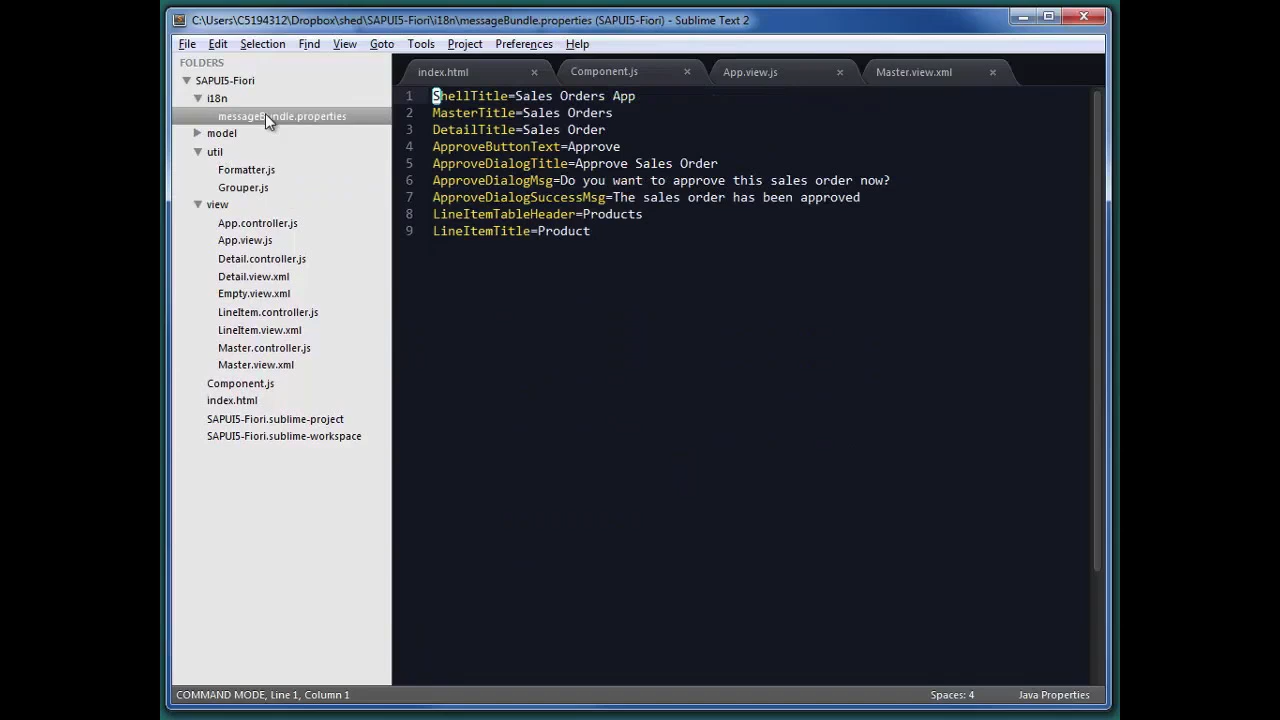 C:\Users\C5194312\Dropbox\shed\SAPUI5-Fiori\i18n\messageBundle.properties (SAPUI5-Fiori) - Sublime Text 2
File Edit Selection Find View Goto Tools Project Preferences Help
FOLDERS
SAPUI5-Fiori
i18n
messageBundle.properties
model
util
Formatter.js
Grouper.js
view
App.controller.js
App.view.js
Detail.controller.js
Detail.view.xml
Empty.view.xml
LineItem.controller.js
LineItem.view.xml
Master.controller.js
Master.view.xml
Component.js
index.html
SAPUI5-Fiori.sublime-project
SAPUI5-Fiori.sublime-workspace
index.html × Component.js × App.view.js × Master.view.xml ×
1 ShellTitle=Sales Orders App
2 MasterTitle=Sales Orders
3 DetailTitle=Sales Order
4 ApproveButtonText=Approve
5 ApproveDialogTitle=Approve Sales Order
6 ApproveDialogMsg=Do you want to approve this sales order now?
7 ApproveDialogSuccessMsg=The sales order has been approved
8 LineItemTableHeader=Products
9 LineItemTitle=Product
COMMAND MODE, Line 1, Column 1 Spaces: 4 Java Properties